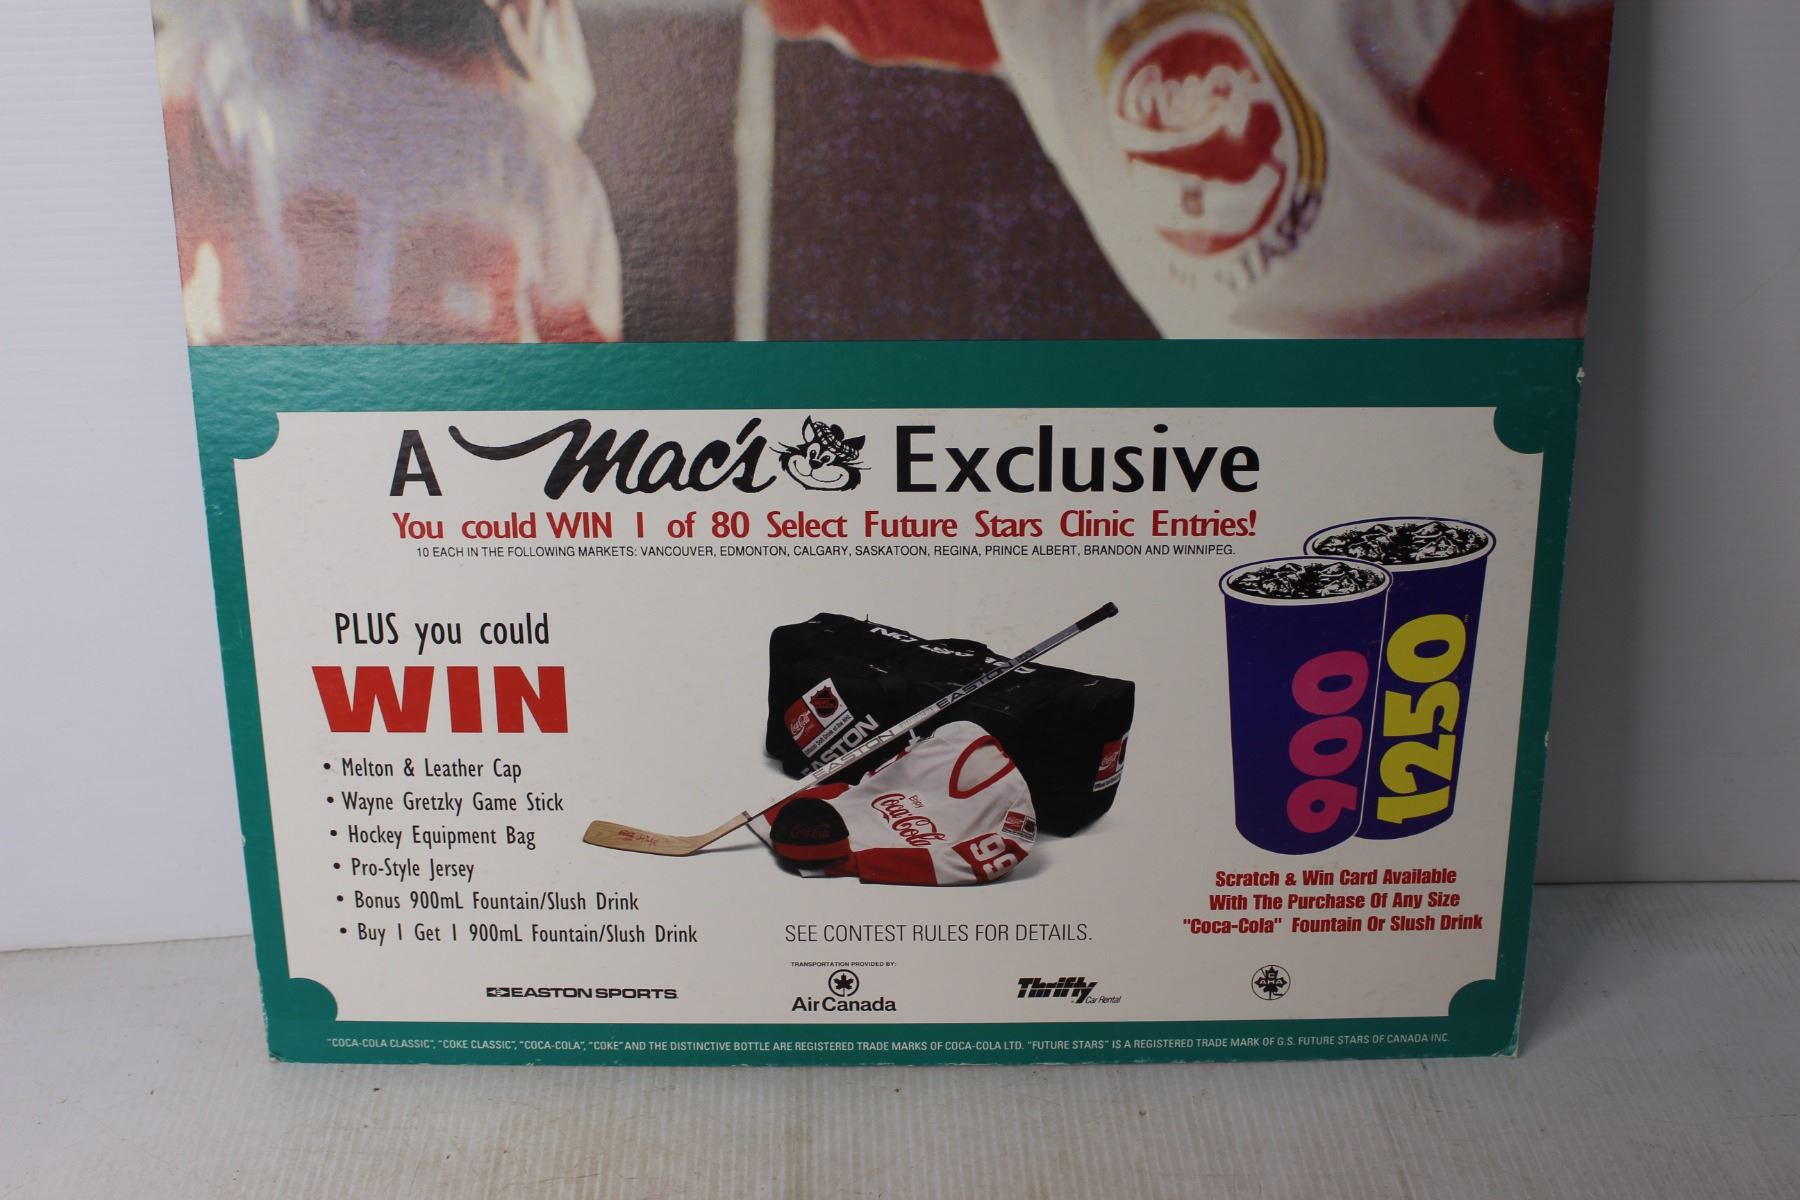 STARS
A Mac's Exclusive
You could WIN 1 of 80 Select Future Stars Clinic Entries!
10 EACH IN THE FOLLOWING MARKETS: VANCOUVER, EDMONTON, CALGARY, SASKATOON, REGINA, PRINCE ALBERT, BRANDON AND WINNIPEG.
PLUS you could
WIN
• Melton & Leather Cap
• Wayne Gretzky Game Stick
• Hockey Equipment Bag
• Pro-Style Jersey
• Bonus 900mL Fountain/Slush Drink
• Buy 1 Get 1 900mL Fountain/Slush Drink
EASTON
EASTON
EASTON
Enjoy
Coca-Cola
99
SEE CONTEST RULES FOR DETAILS.
900
1250
Scratch & Win Card Available
With The Purchase Of Any Size
"Coca-Cola" Fountain Or Slush Drink
EASTON SPORTS
TRANSPORTATION PROVIDED BY:
Air Canada
Thrifty
Car Rental
CAHA
"COCA-COLA CLASSIC", "COKE CLASSIC", "COCA-COLA", "COKE" AND THE DISTINCTIVE BOTTLE ARE REGISTERED TRADE MARKS OF COCA-COLA LTD. "FUTURE STARS" IS A REGISTERED TRADE MARK OF G.S. FUTURE STARS OF CANADA INC.